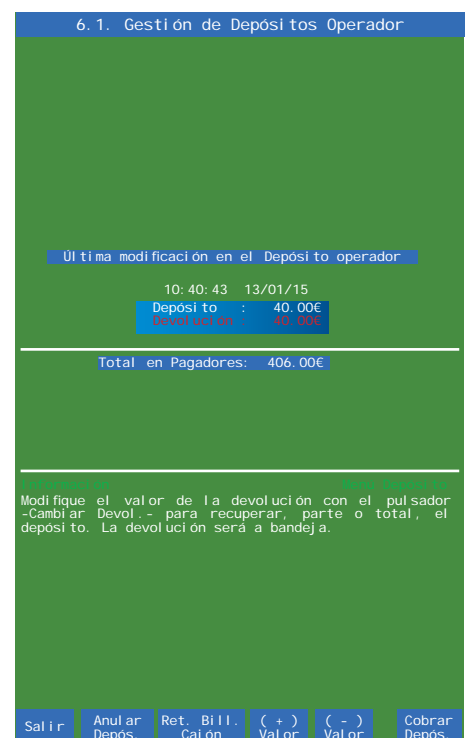 6.1. Gestión de Depósitos Operador
Última modificación en el Depósito operador
10:40:43 13/01/15
Depósito : 40.00€
Devolución 40.00€
Total en Pagadores: 406.00€
Información
Modifique el valor de la devolución con el pulsador
-Cambiar Devol.- para recuperar, parte o total, el
depósito. La devolución será a bandeja.
Salir
Anular
Depós.
Ret. Bill.
Cajón
( + )
Valor
( - )
Valor
Cobrar
Depós.